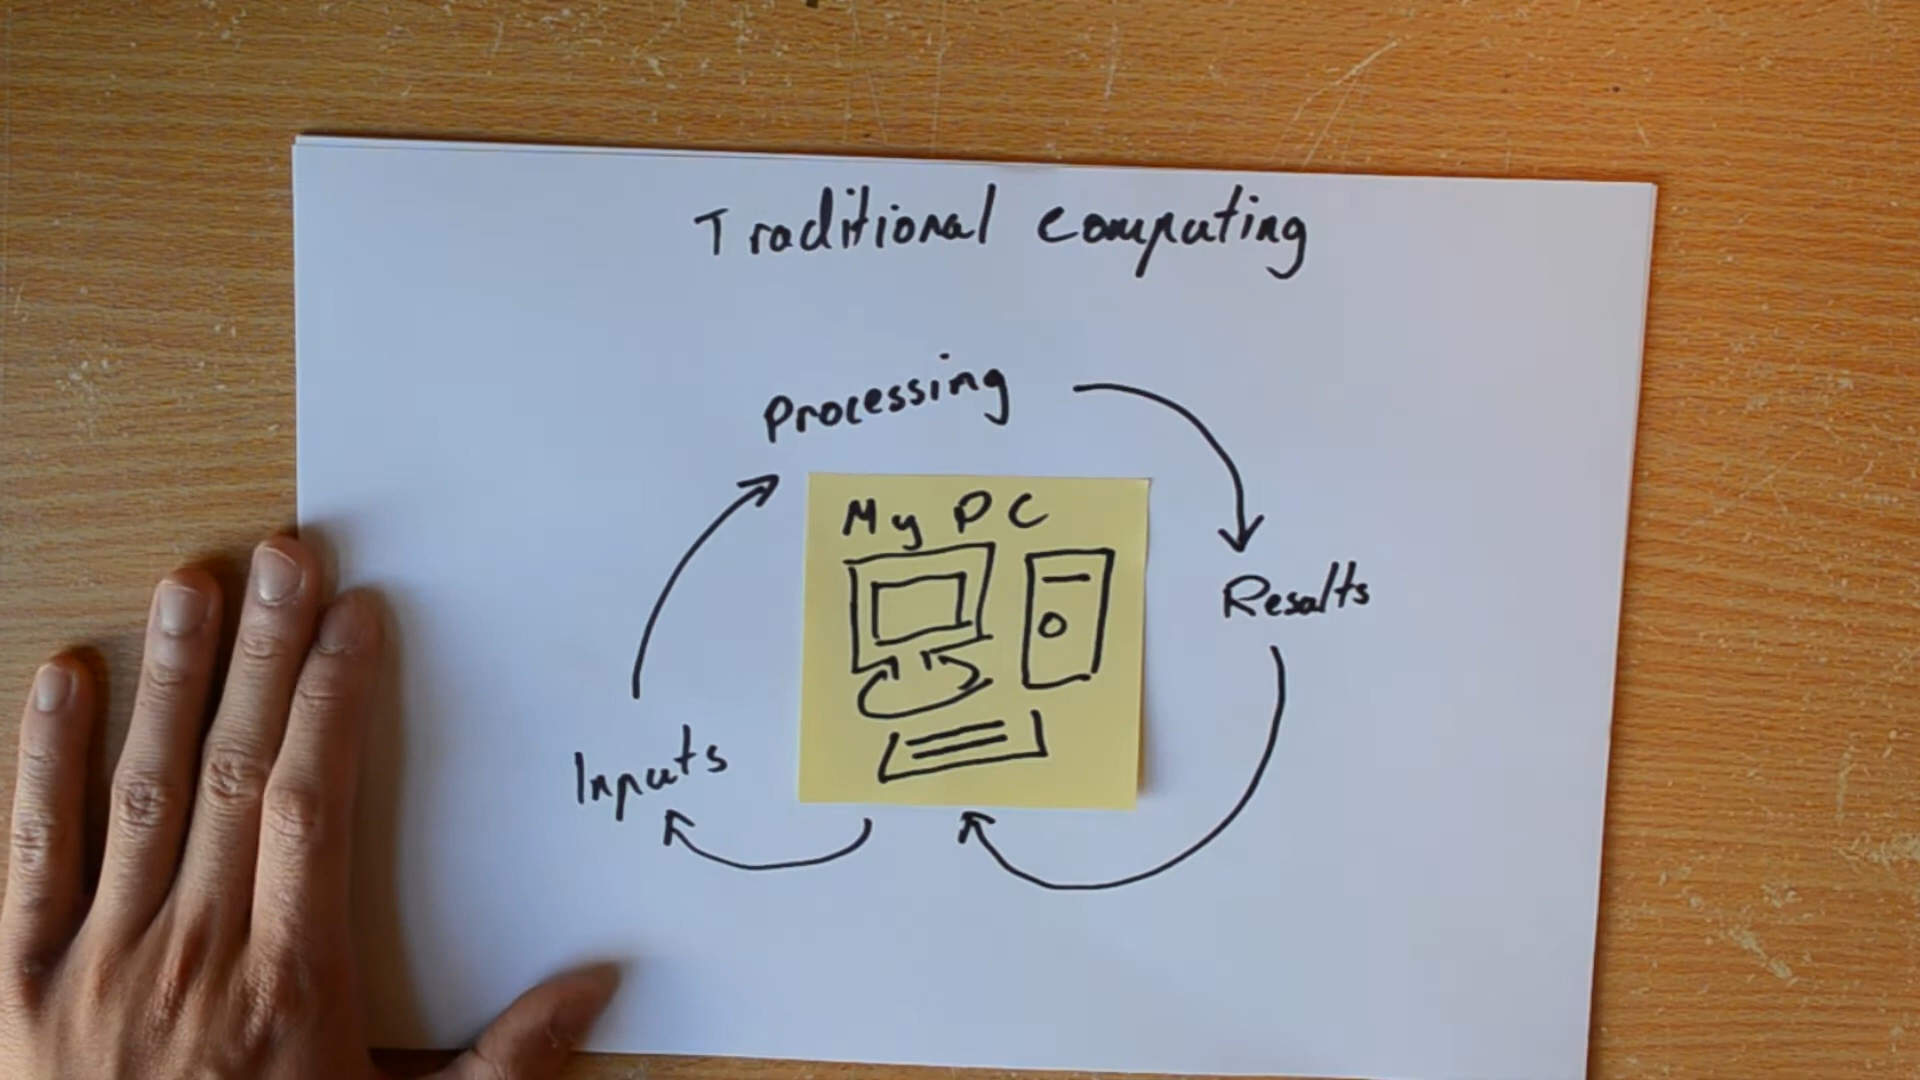 Traditional Computing
Processing
My PC
Results
Inputs